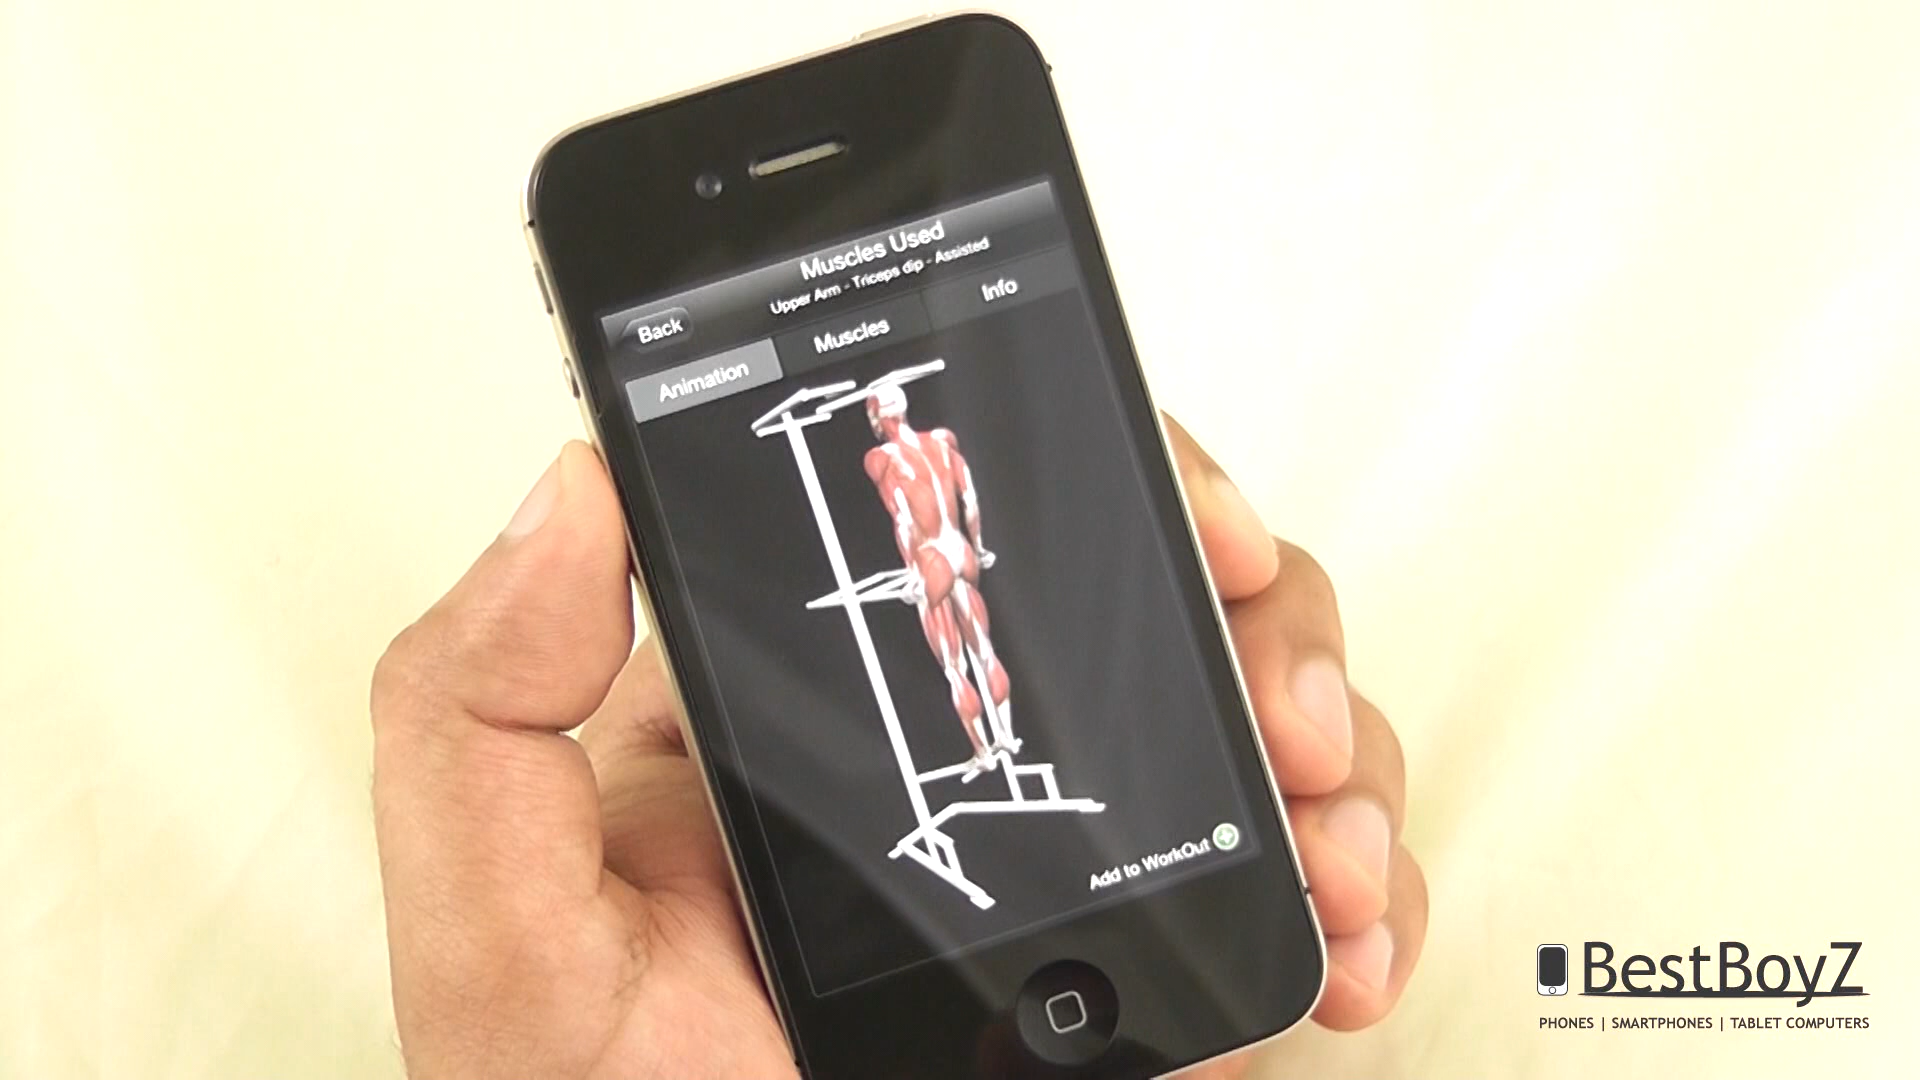 Muscles Used
Upper Arm - Triceps dip - Assisted
Back
Animation
Muscles
Info
Add to WorkOut
BestBoyZ
PHONES | SMARTPHONES | TABLET COMPUTERS